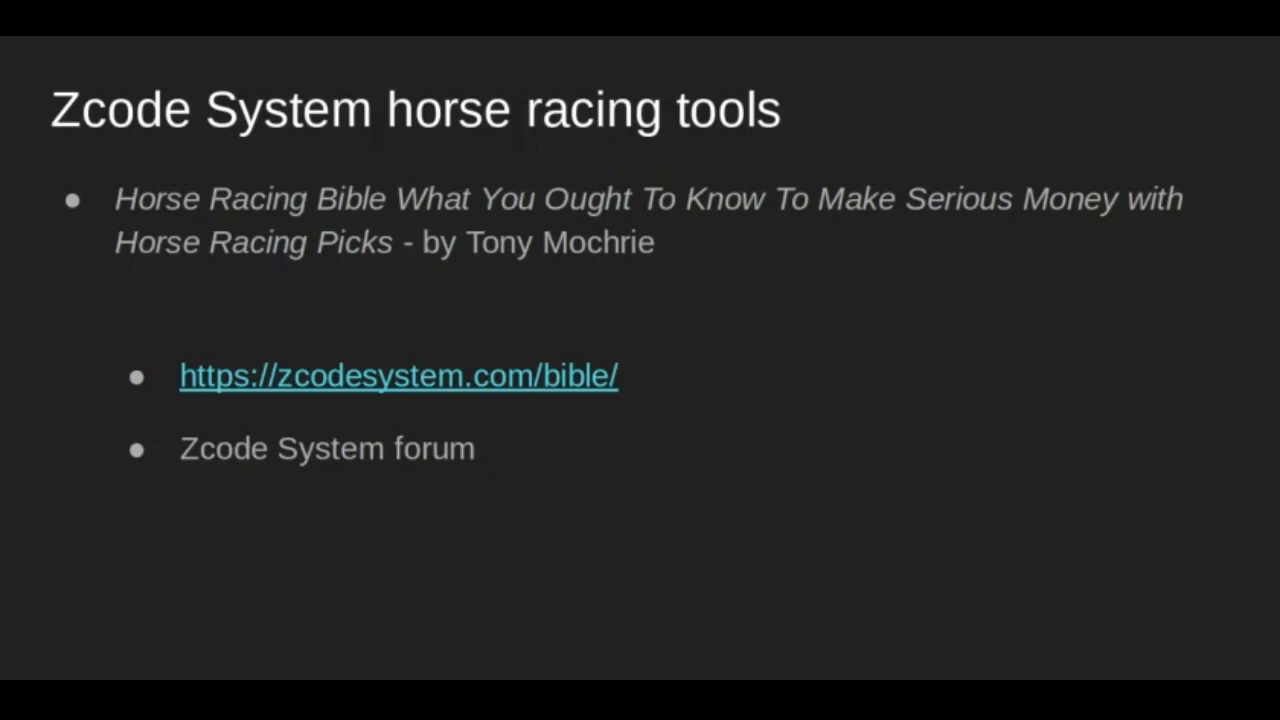 Zcode System horse racing tools
● Horse Racing Bible What You Ought To Know To Make Serious Money with
Horse Racing Picks - by Tony Mochrie
● https://zcodesystem.com/bible/
● Zcode System forum